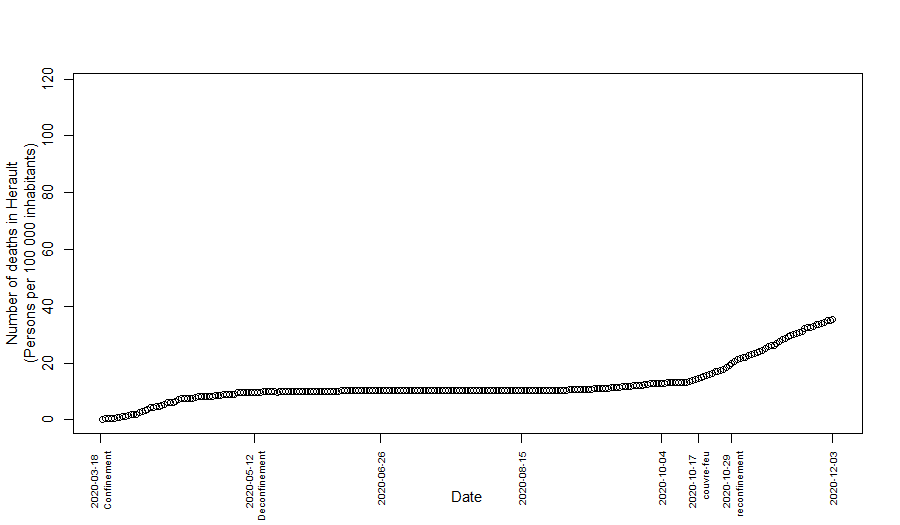 Number of deaths in Herault
(Persons per 100 000 inhabitants)
120
100
80
60
40
20
0
2020-03-18
Confinement
2020-05-12
Deconfinement
2020-06-26
2020-08-15
2020-10-04
2020-10-17
couvre-feu
2020-10-29
reconfinement
2020-12-03
Date